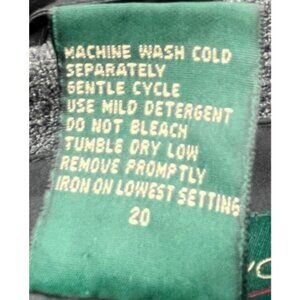 MACHINE WASH COLD
SEPARATELY
GENTLE CYCLE
USE MILD DETERGENT
DO NOT BLEACH
TUMBLE DRY LOW
REMOVE PROMPTLY
IRON ON LOWEST SETTING
20